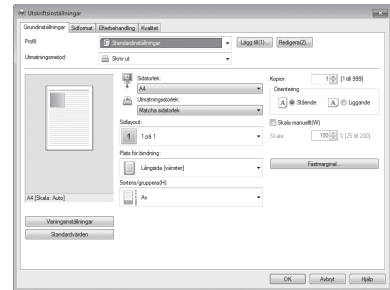 Utskriftsinställningar
Grundinställningar Sidformat Efterbehandling Kvalitet
Profil: Standardinställningar Lägg till(1)... Redigera(2)...
Utmatningsmetod: Skriv ut
Sidstorlek: Kopior: 1 [1 till 999]
A4 Orientering
Utmatningsstorlek: A Stående A Liggande
Matcha sidstorlek
Sidlayout: Skala manuellt(W)
1 1 på 1 Skala: 100 % [25 till 200]
Plats för bindning:
Långsida [vänster] Fästmarginal...
Sortera/gruppera(H):
Av
A4 [Skala: Auto]
Visningsinställningar
Standardvärden
OK Avbryt Hjälp